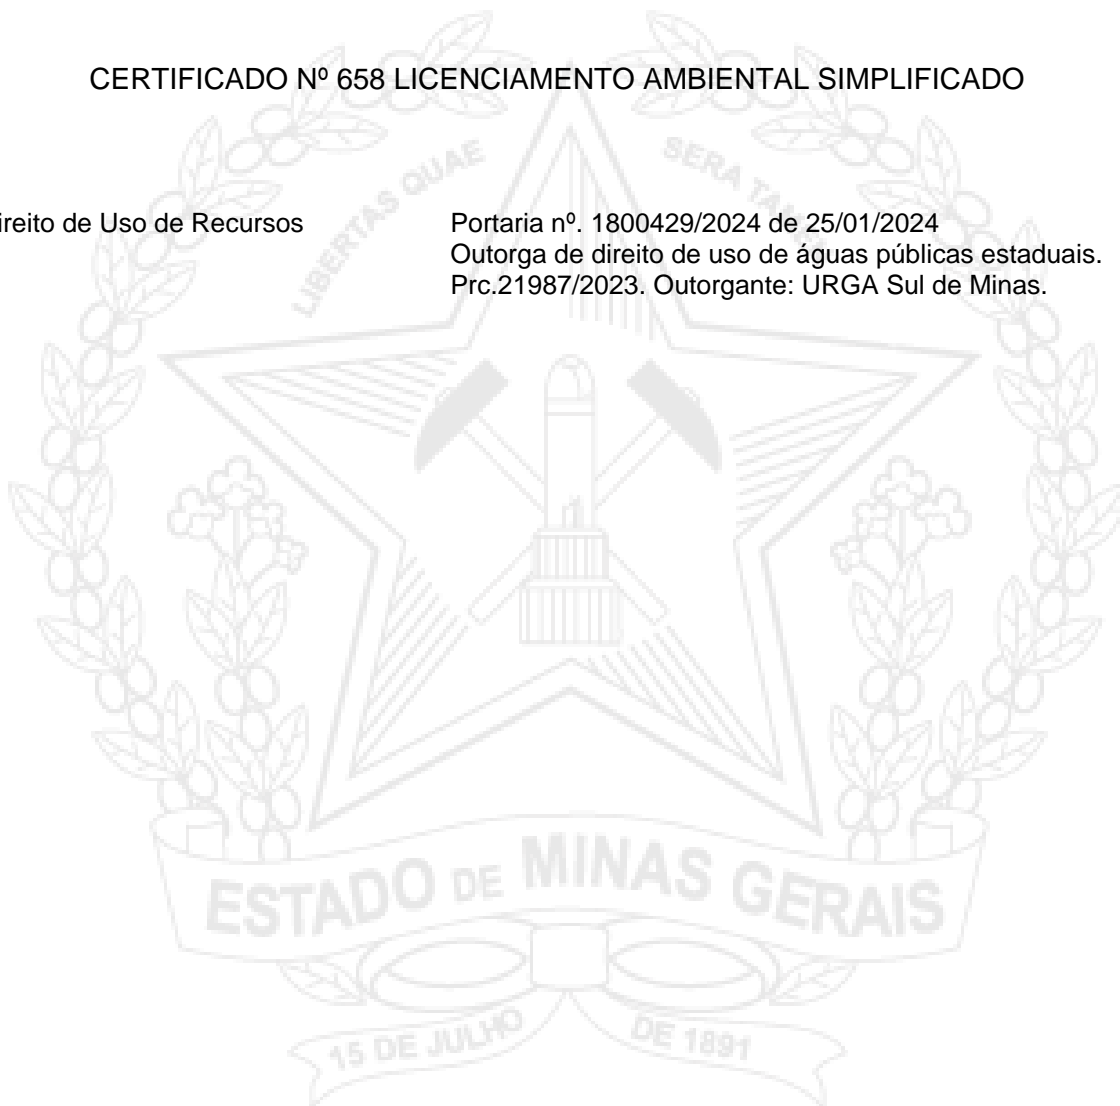 CERTIFICADO Nº 658 LICENCIAMENTO AMBIENTAL SIMPLIFICADO
LIBERTAS QUAE SERA TAMEN
ireito de Uso de Recursos
Portaria nº. 1800429/2024 de 25/01/2024
Outorga de direito de uso de águas públicas estaduais.
Prc.21987/2023. Outorgante: URGA Sul de Minas.
ESTADO DE MINAS GERAIS
15 DE JULHO DE 1891